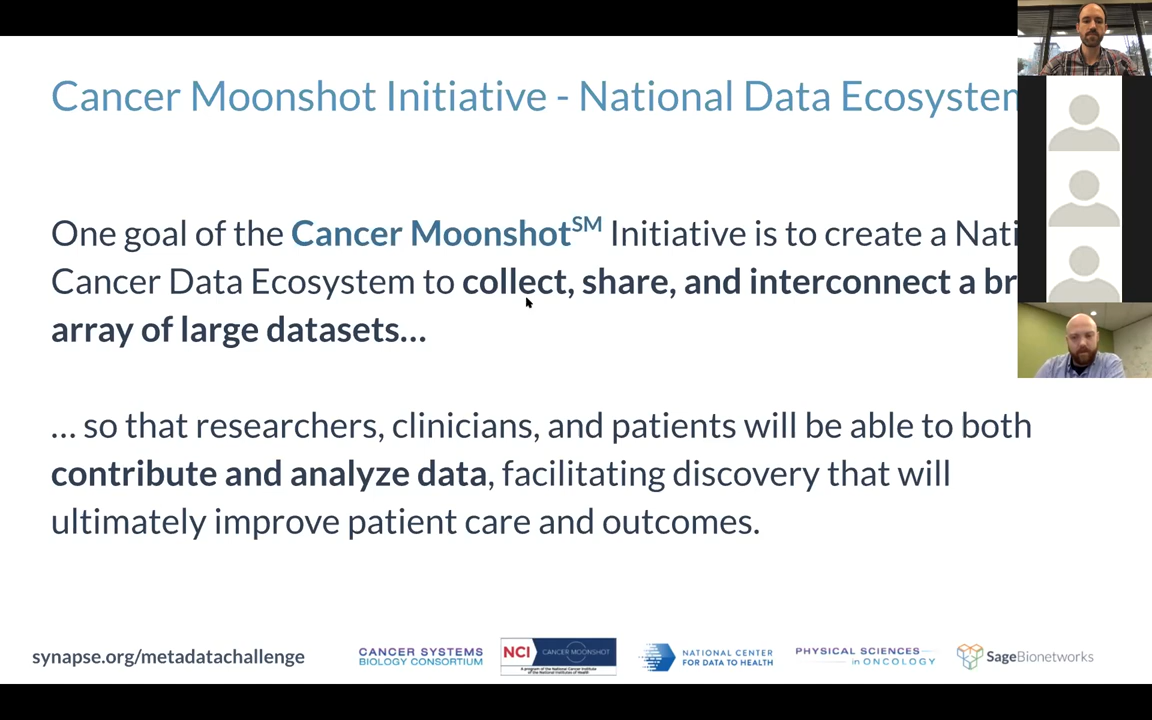 Cancer Moonshot Initiative - National Data Ecosystem
One goal of the Cancer MoonshotSM Initiative is to create a Nati
Cancer Data Ecosystem to collect, share, and interconnect a br
array of large datasets...
... so that researchers, clinicians, and patients will be able to both
contribute and analyze data, facilitating discovery that will
ultimately improve patient care and outcomes.
synapse.org/metadatachallenge
CANCER SYSTEMS
BIOLOGY CONSORTIUM
NCI CANCER MOONSHOT
A program of the National Cancer Institute
of the National Institutes of Health
NATIONAL CENTER
FOR DATA TO HEALTH
PHYSICAL SCIENCES
in ONCOLOGY
SageBionetworks